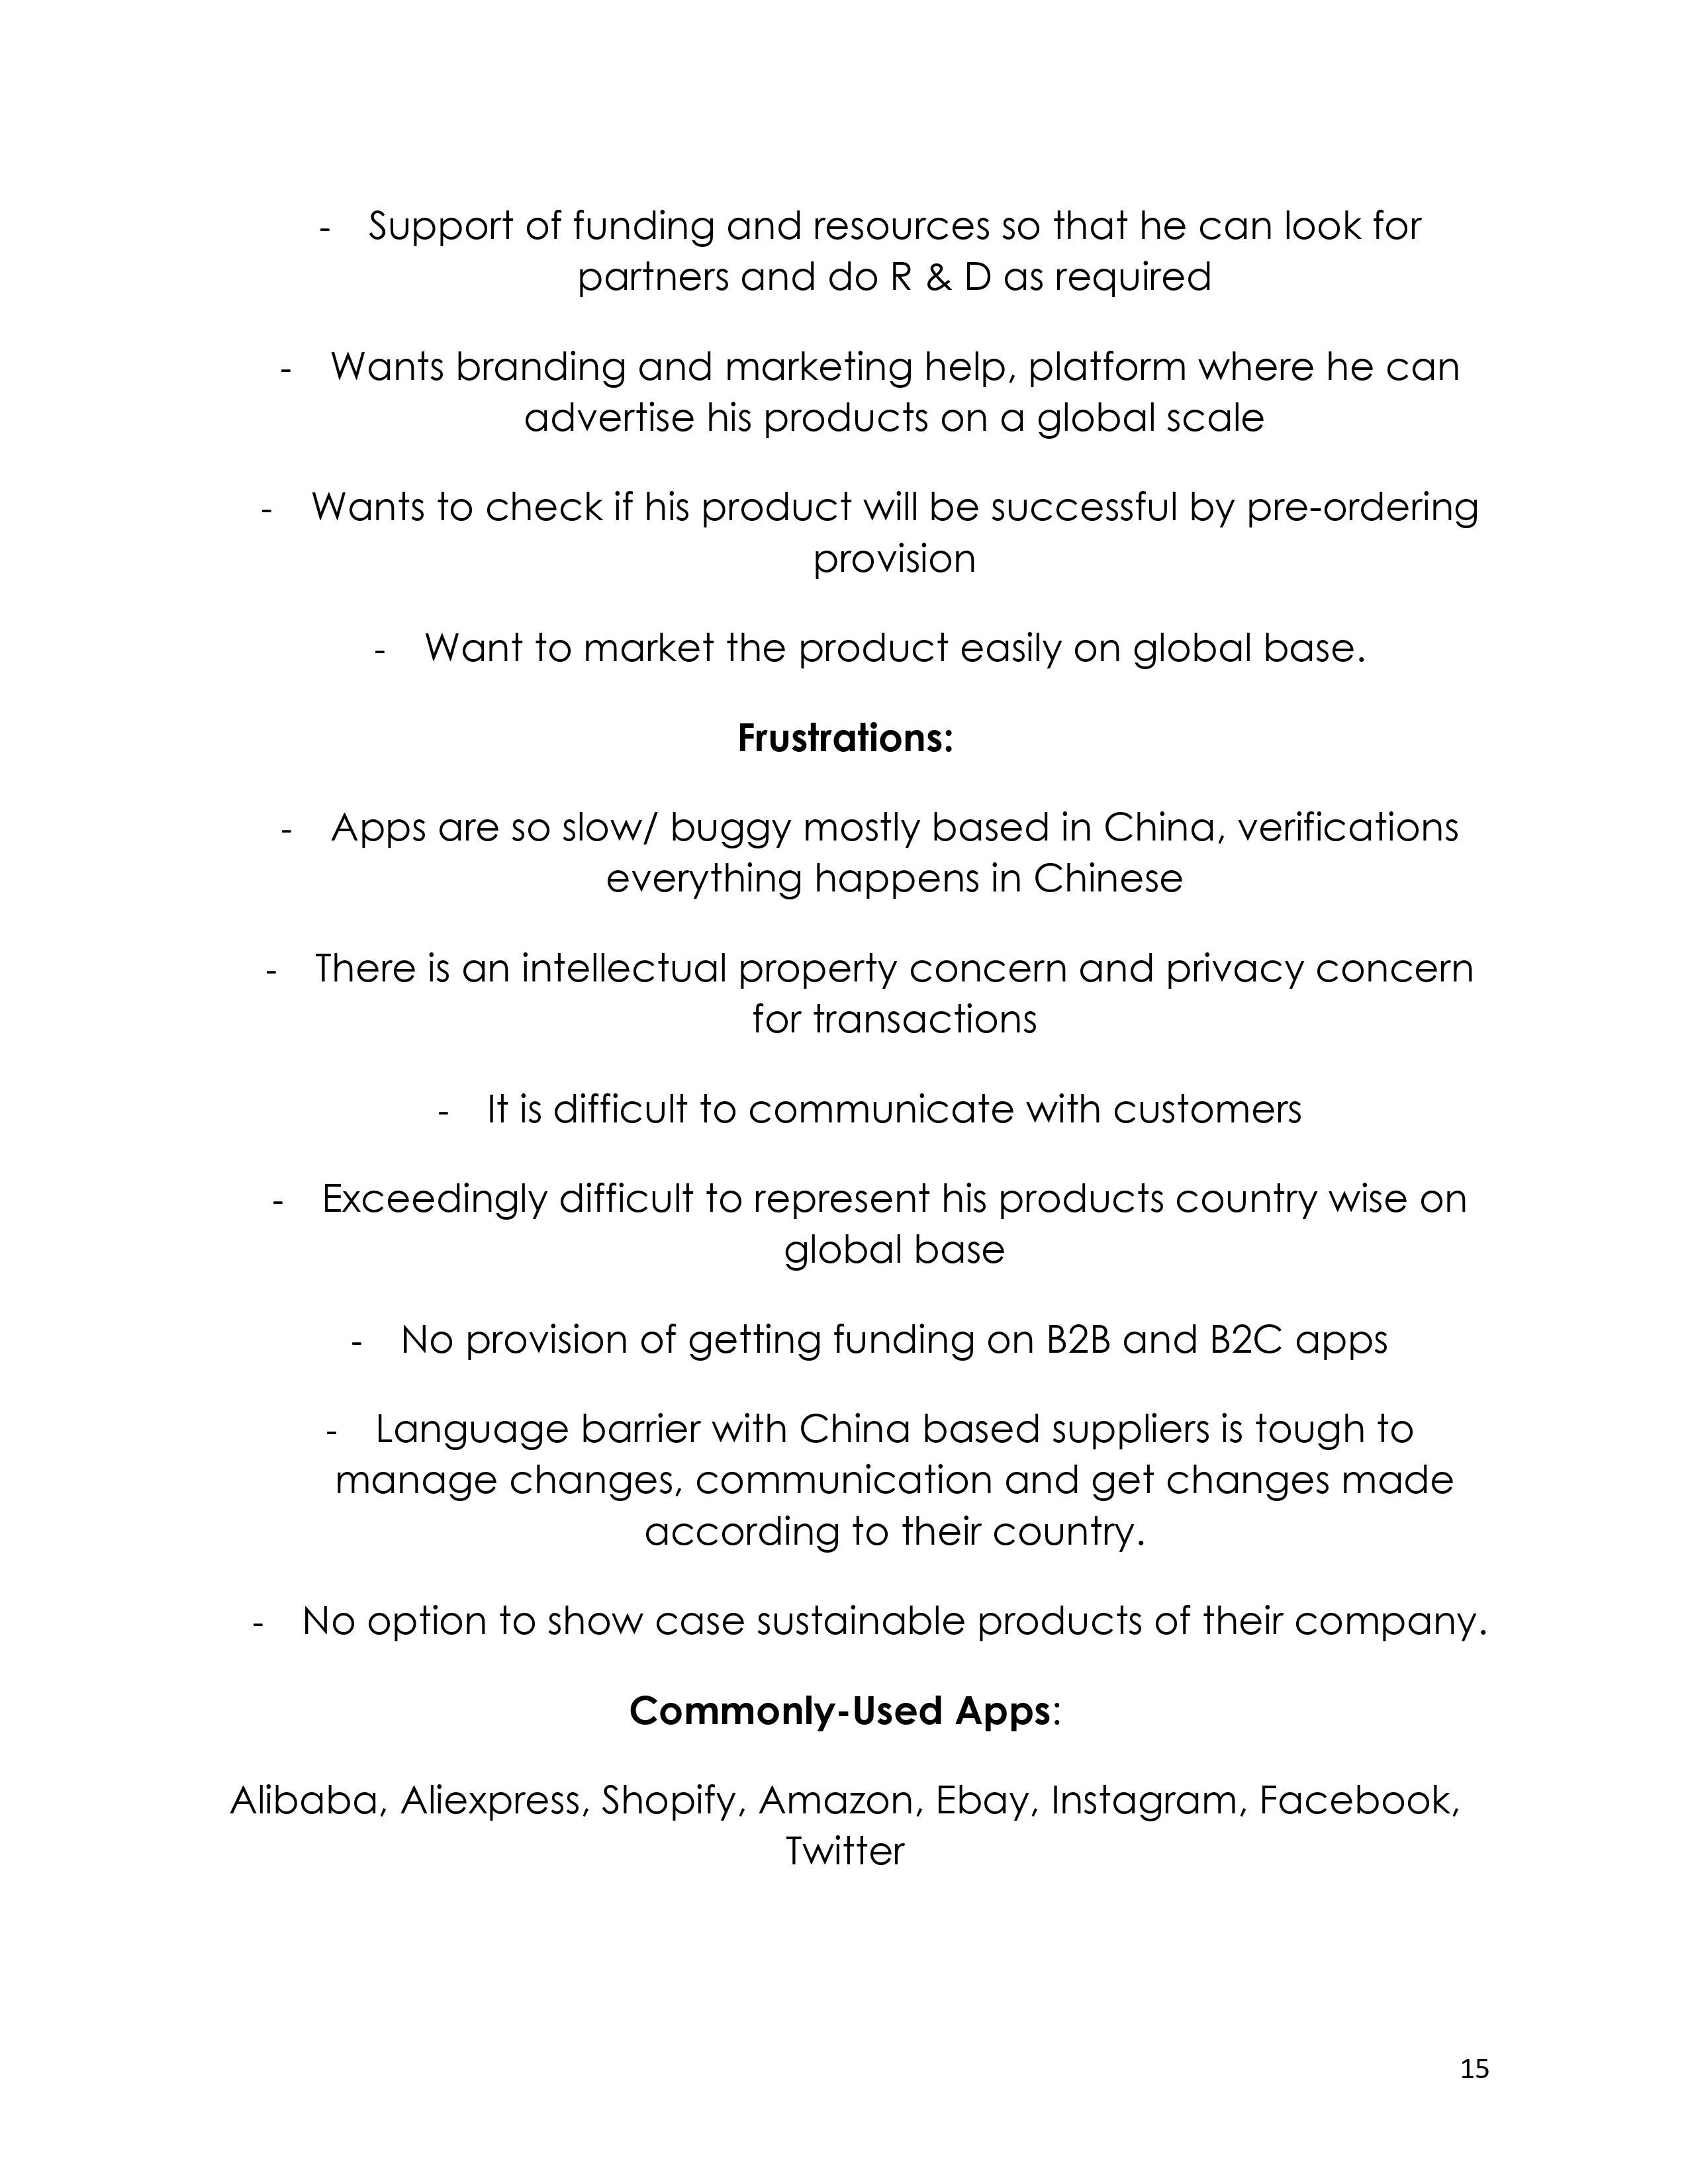 - Support of funding and resources so that he can look for
partners and do R & D as required
- Wants branding and marketing help, platform where he can
advertise his products on a global scale
- Wants to check if his product will be successful by pre-ordering
provision
- Want to market the product easily on global base.
Frustrations:
- Apps are so slow/ buggy mostly based in China, verifications
everything happens in Chinese
- There is an intellectual property concern and privacy concern
for transactions
- It is difficult to communicate with customers
- Exceedingly difficult to represent his products country wise on
global base
- No provision of getting funding on B2B and B2C apps
- Language barrier with China based suppliers is tough to
manage changes, communication and get changes made
according to their country.
- No option to show case sustainable products of their company.
Commonly-Used Apps:
Alibaba, Aliexpress, Shopify, Amazon, Ebay, Instagram, Facebook,
Twitter
15